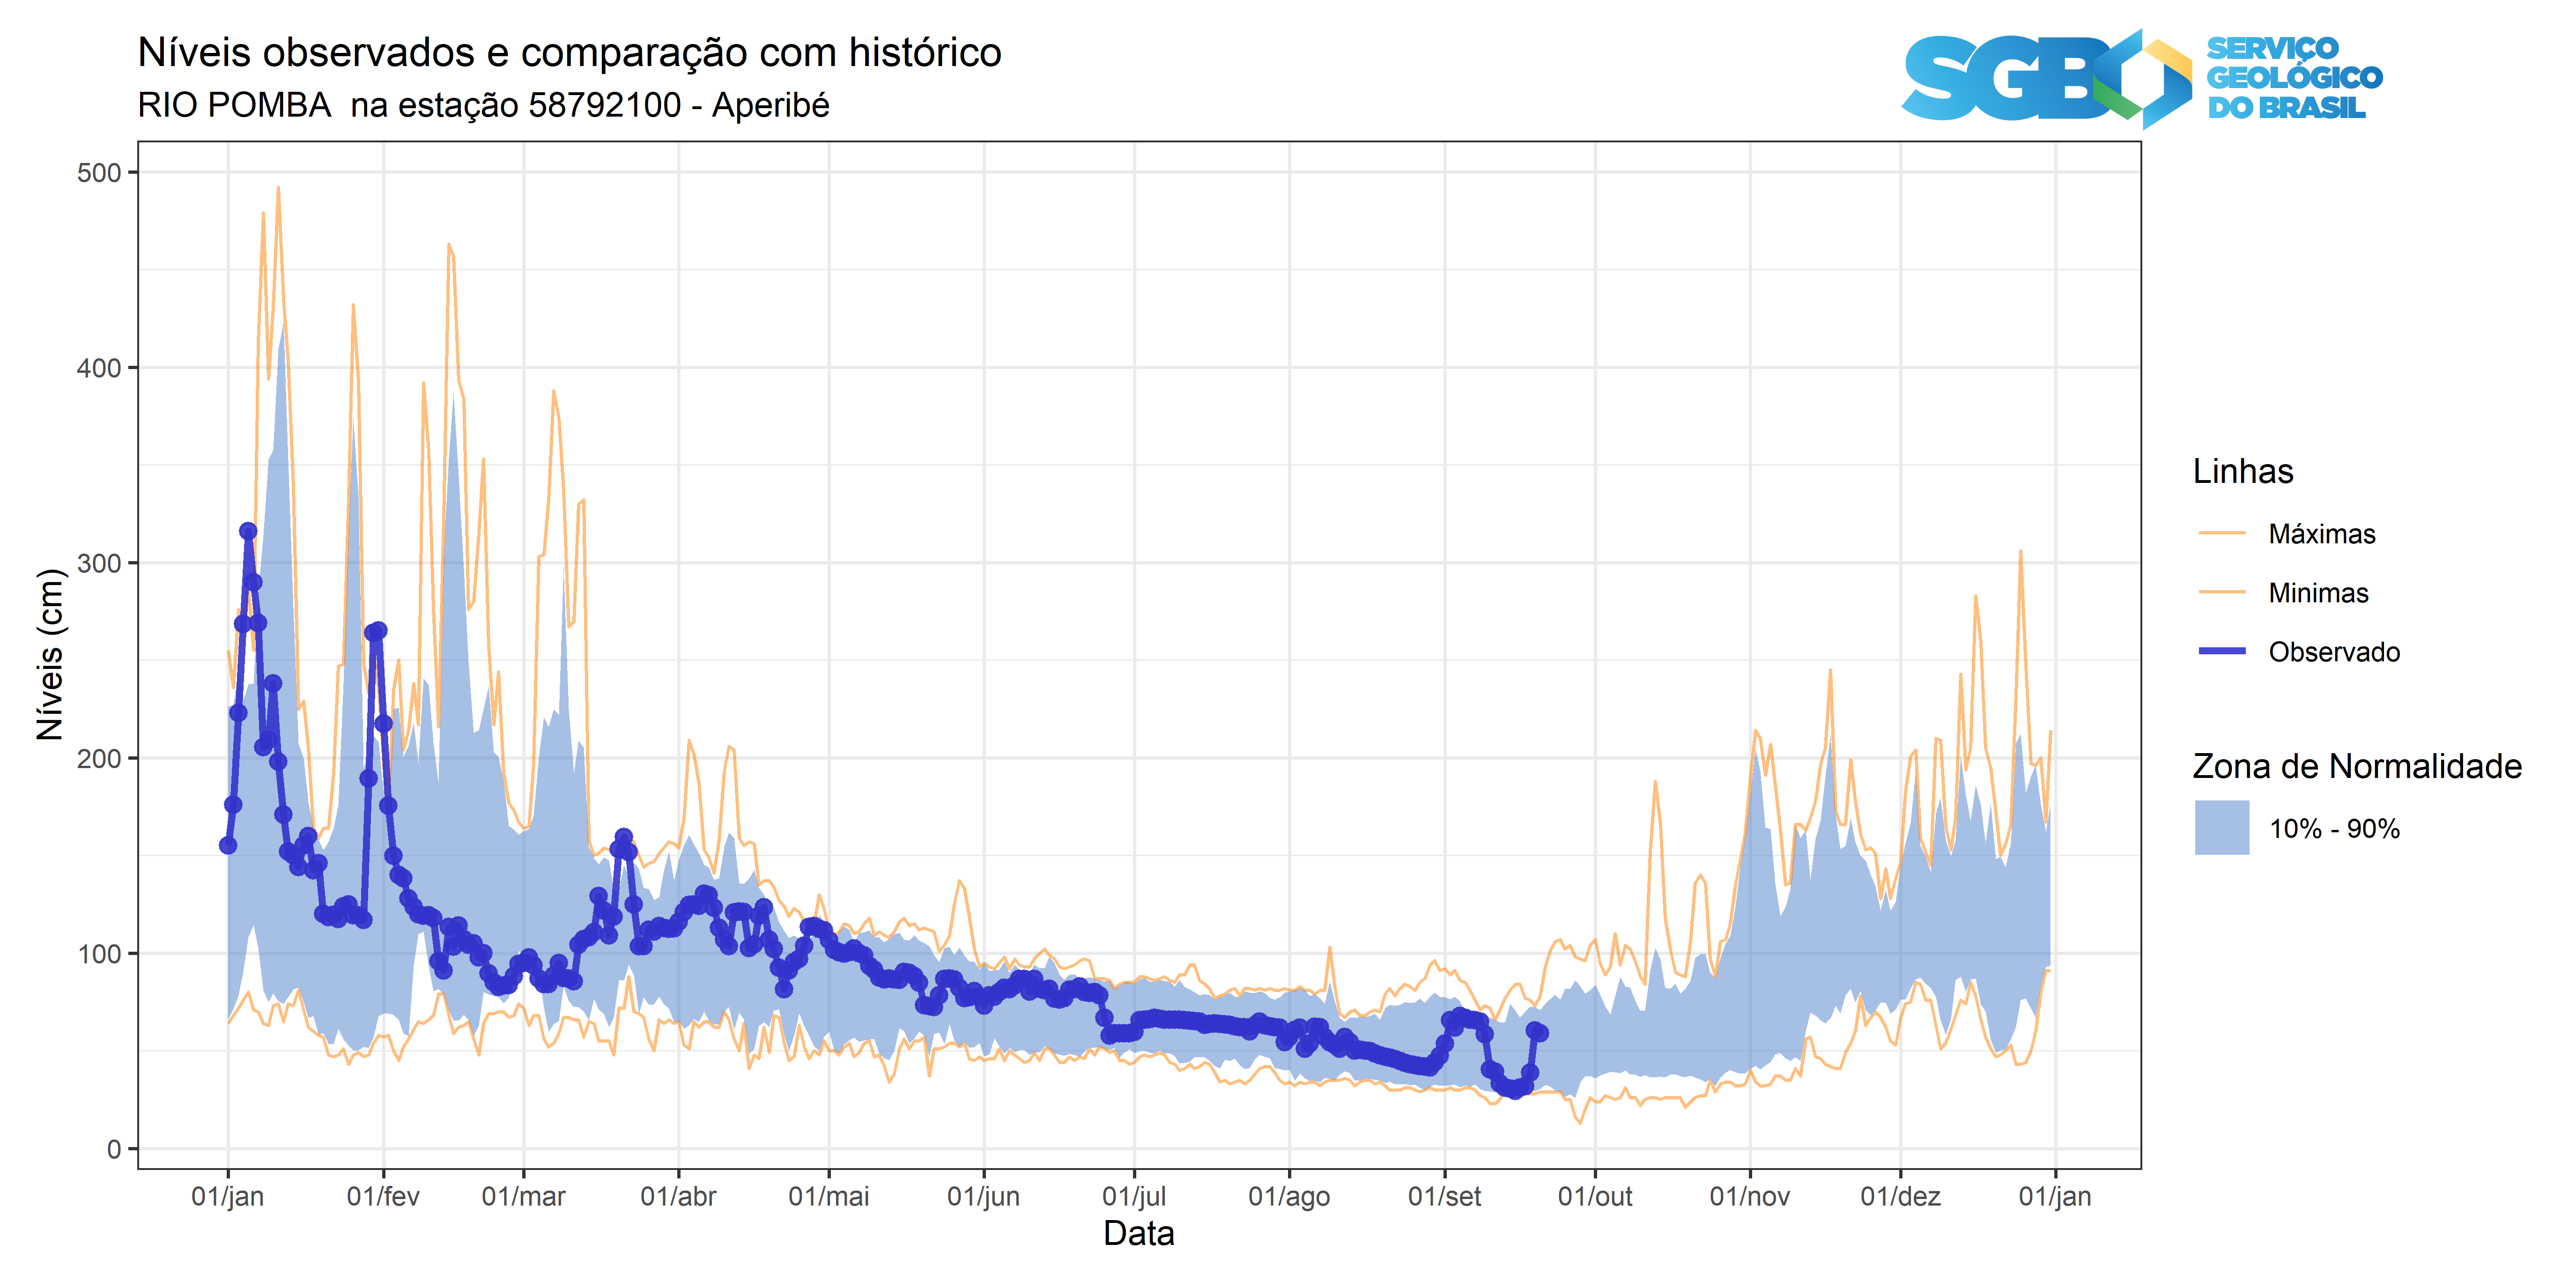 Níveis observados e comparação com histórico
RIO POMBA  na estação 58792100 - Aperibé
SGB
SERVIÇO
GEOLÓGICO
DO BRASIL
Níveis (cm)
500
400
300
200
100
0
01/jan 01/fev 01/mar 01/abr 01/mai 01/jun 01/jul 01/ago 01/set 01/out 01/nov 01/dez 01/jan
Data
Linhas
Máximas
Minimas
Observado
Zona de Normalidade
10% - 90%